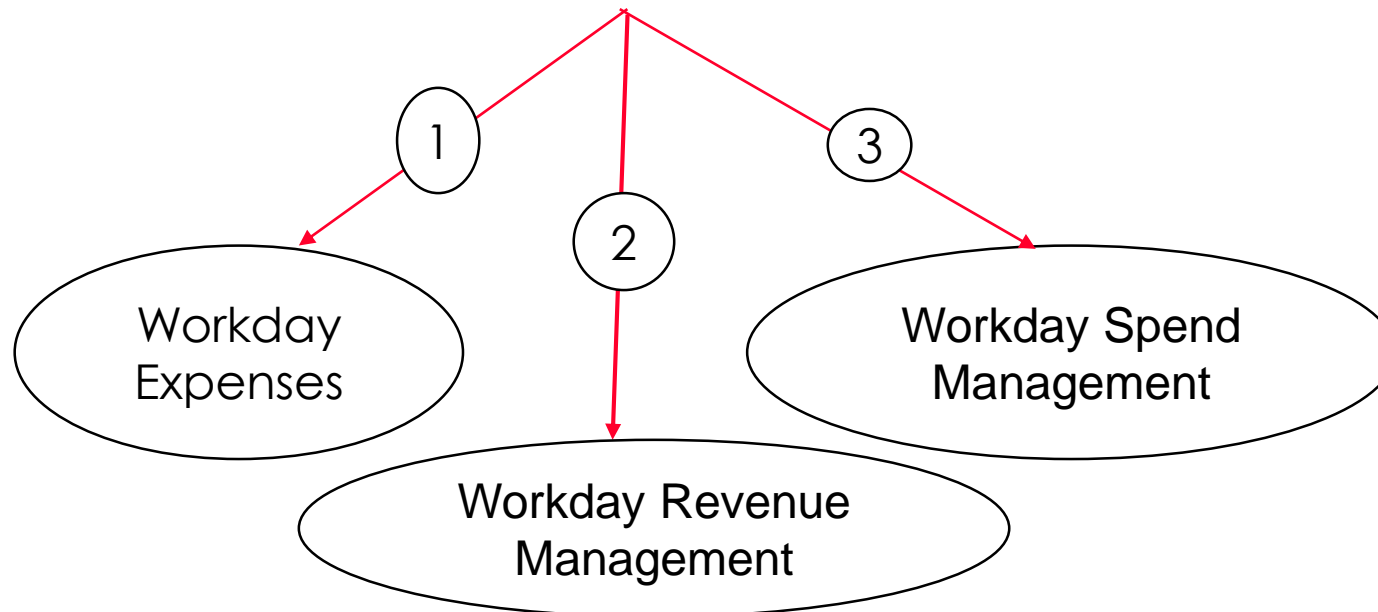 1
2
3
Workday
Expenses
Workday Revenue
Management
Workday Spend
Management